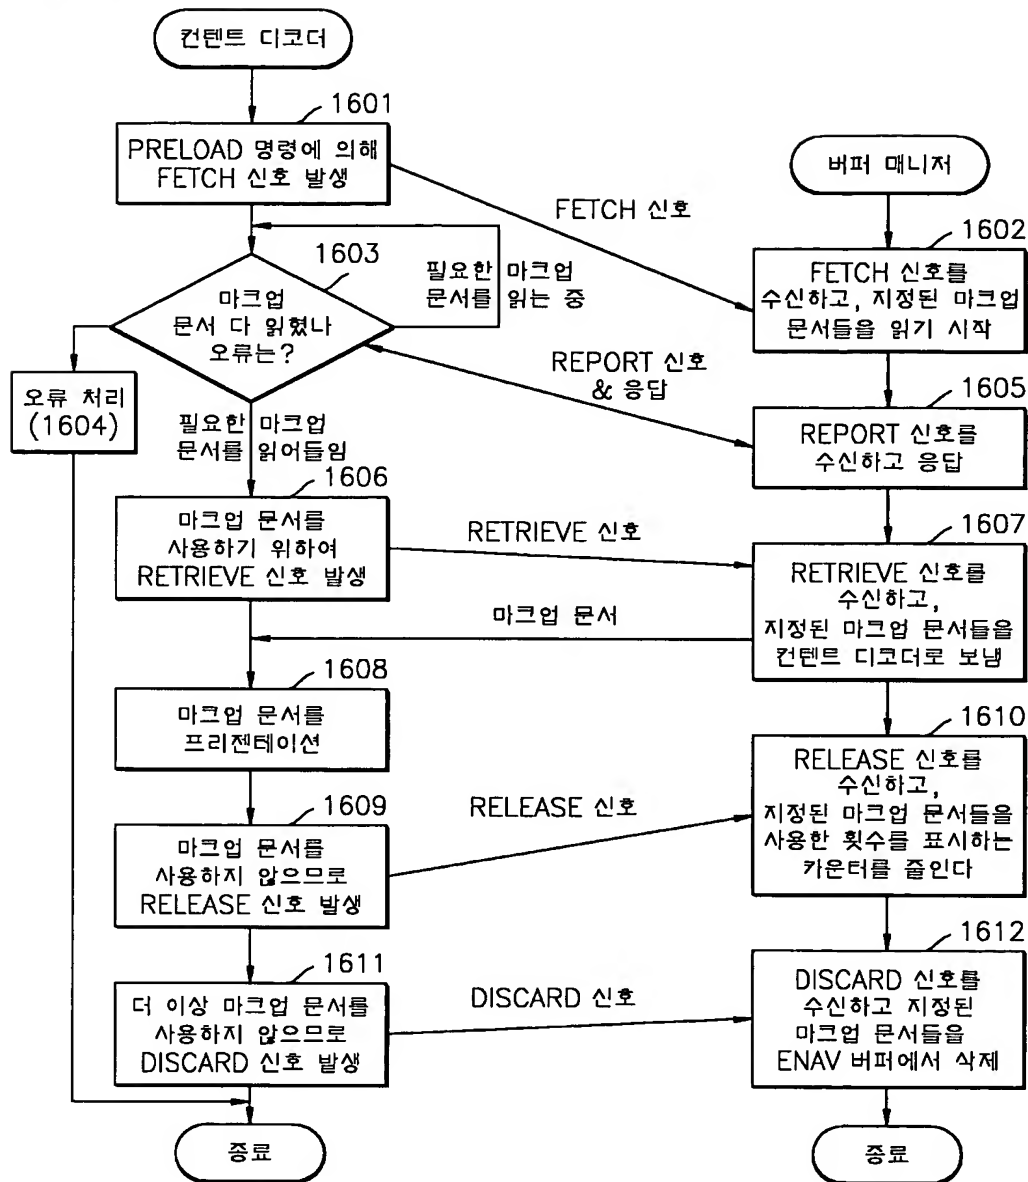 컨텐트 디코더
1601
PRELOAD 명령에 의해
FETCH 신호 발생
버퍼 매니저
FETCH 신호
1602
FETCH 신호를
수신하고, 지정된 마크업
문서들을 읽기 시작
1603
마크업
문서 다 읽혔나
오류는?
필요한 마크업
문서를 읽는 중
REPORT 신호
& 응답
오류 처리
(1604)
1605
REPORT 신호를
수신하고 응답
필요한 마크업
문서를 읽어들임
1606
마크업 문서를
사용하기 위하여
RETRIEVE 신호 발생
RETRIEVE 신호
1607
RETRIEVE 신호를
수신하고,
지정된 마크업 문서들을
컨텐트 디코더로 보냄
마크업 문서
1608
마크업 문서를
프리젠테이션
1610
RELEASE 신호를
수신하고,
지정된 마크업 문서들을
사용한 횟수를 표시하는
카운터를 줄인다
1609
마크업 문서를
사용하지 않으므로
RELEASE 신호 발생
RELEASE 신호
1611
더 이상 마크업 문서를
사용하지 않으므로
DISCARD 신호 발생
DISCARD 신호
1612
DISCARD 신호를
수신하고 지정된
마크업 문서들을
ENAV 버퍼에서 삭제
종료
종료